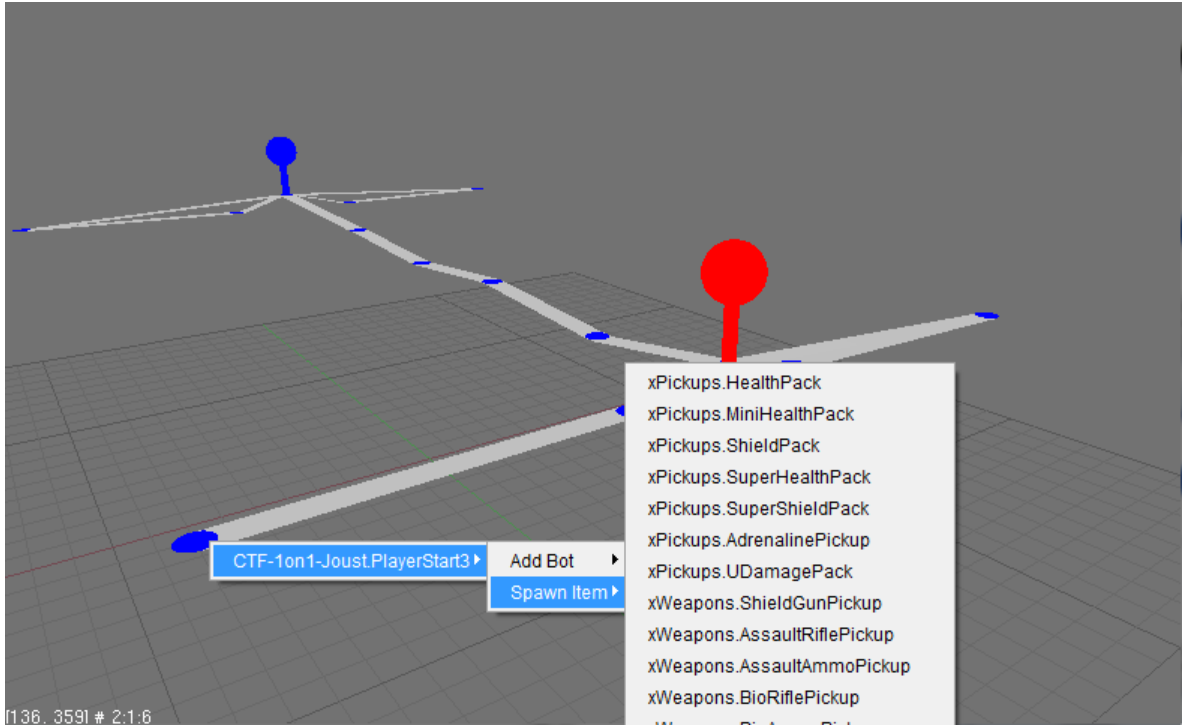 xPickups.HealthPack
xPickups.MiniHealthPack
xPickups.ShieldPack
xPickups.SuperHealthPack
xPickups.SuperShieldPack
xPickups.AdrenalinePickup
CTF-1on1-Joust.PlayerStart3
Add Bot
xPickups.UDamagePack
Spawn Item
xWeapons.ShieldGunPickup
xWeapons.AssaultRiflePickup
xWeapons.AssaultAmmoPickup
xWeapons.BioRiflePickup
[136, 359] # 2:1:6